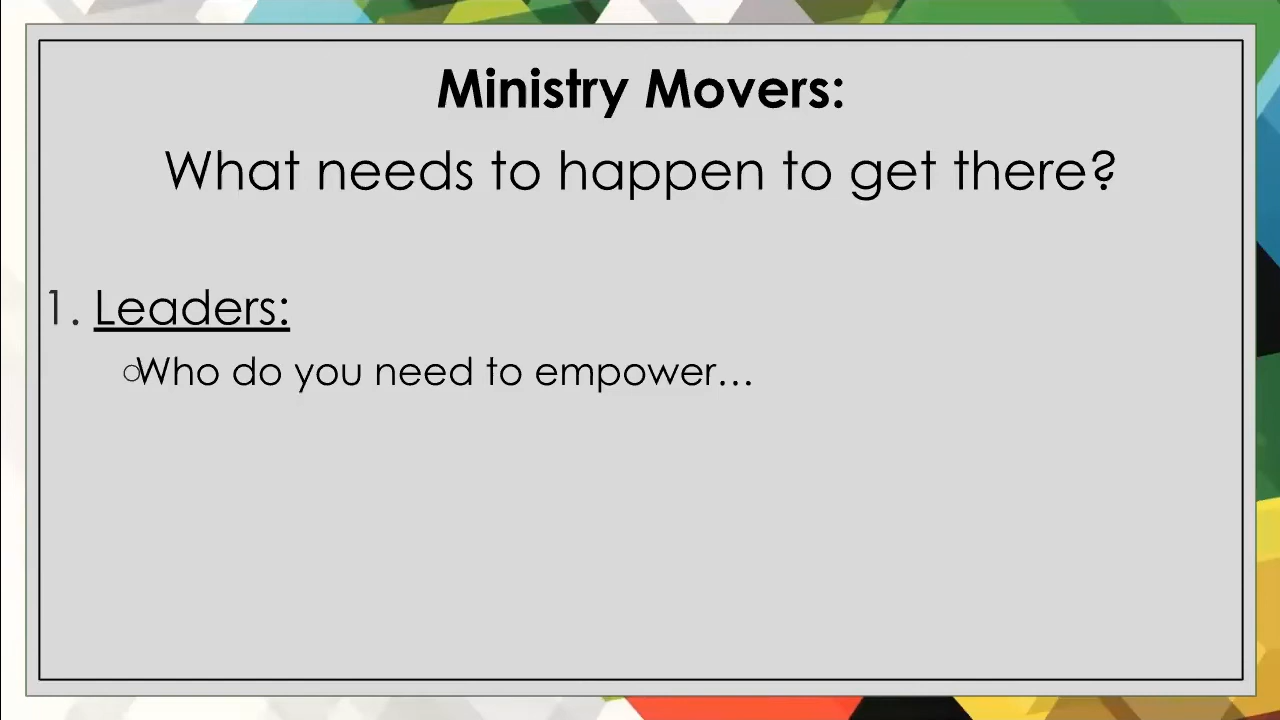 Ministry Movers:
What needs to happen to get there?
1. Leaders:
○Who do you need to empower…